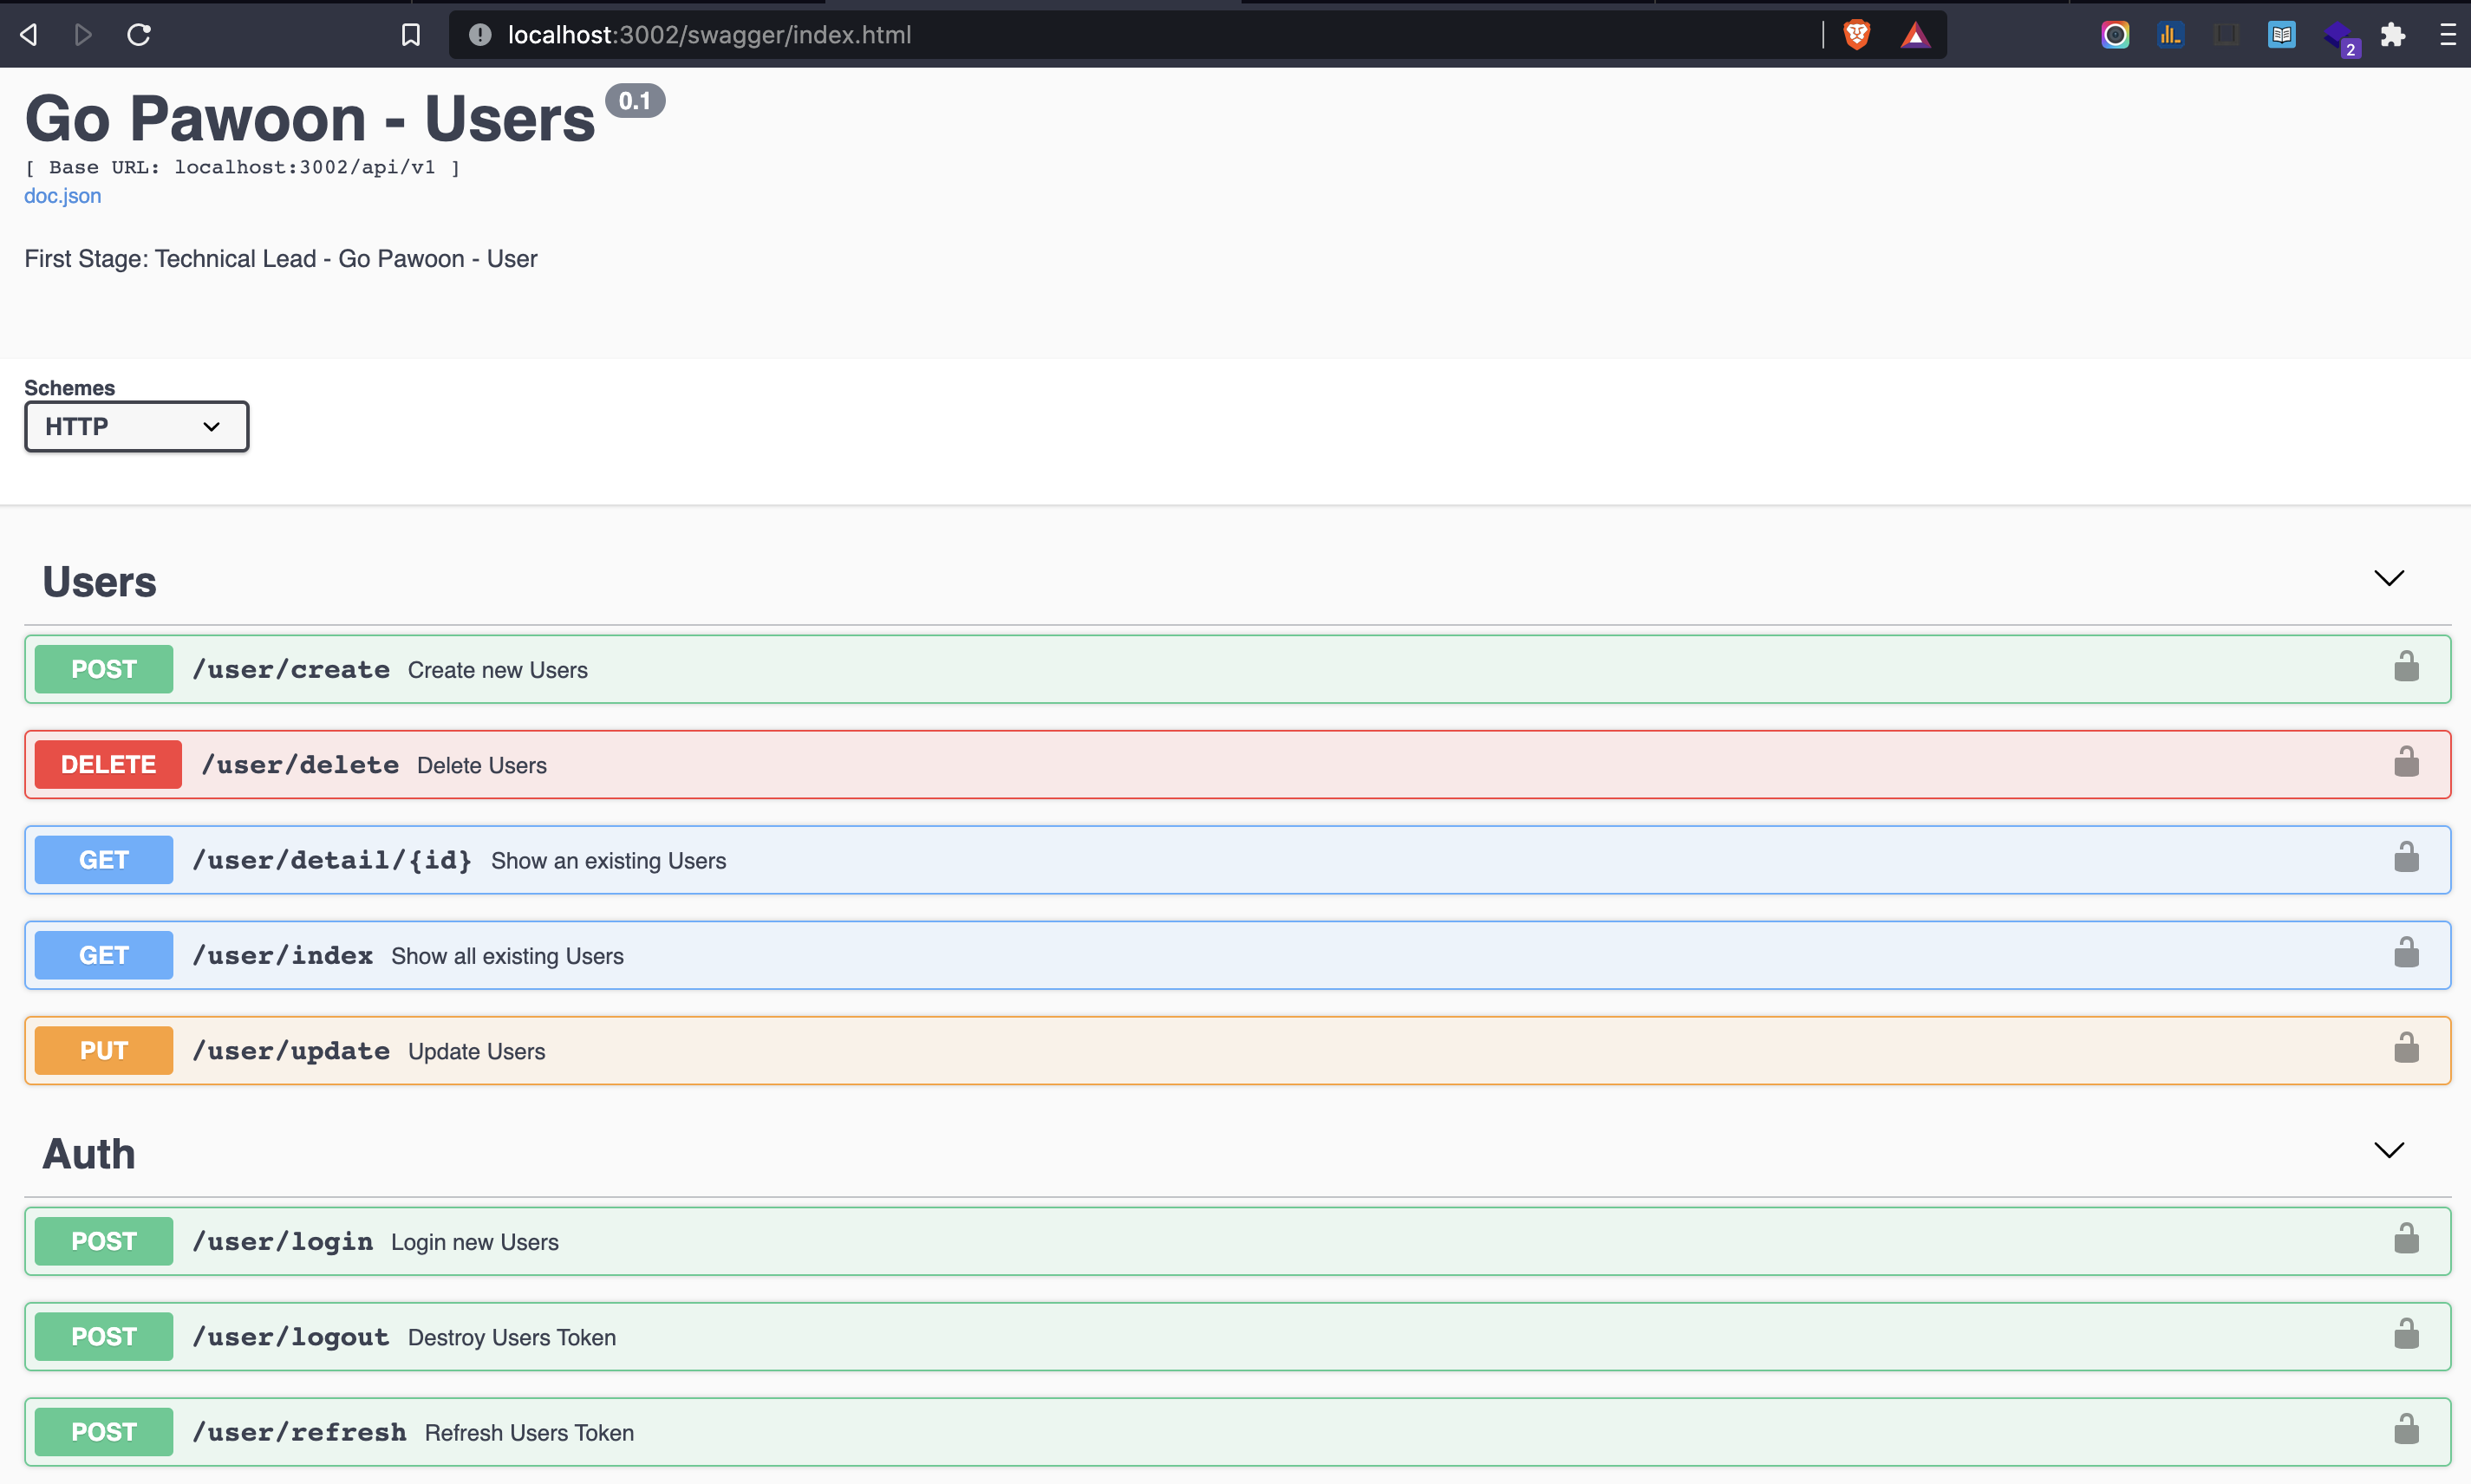 localhost:3002/swagger/index.html
2
Go Pawoon - Users 0.1
[ Base URL: localhost:3002/api/v1 ]
doc.json
First Stage: Technical Lead - Go Pawoon - User
Schemes
HTTP
Users
POST /user/create Create new Users
DELETE /user/delete Delete Users
GET /user/detail/{id} Show an existing Users
GET /user/index Show all existing Users
PUT /user/update Update Users
Auth
POST /user/login Login new Users
POST /user/logout Destroy Users Token
POST /user/refresh Refresh Users Token